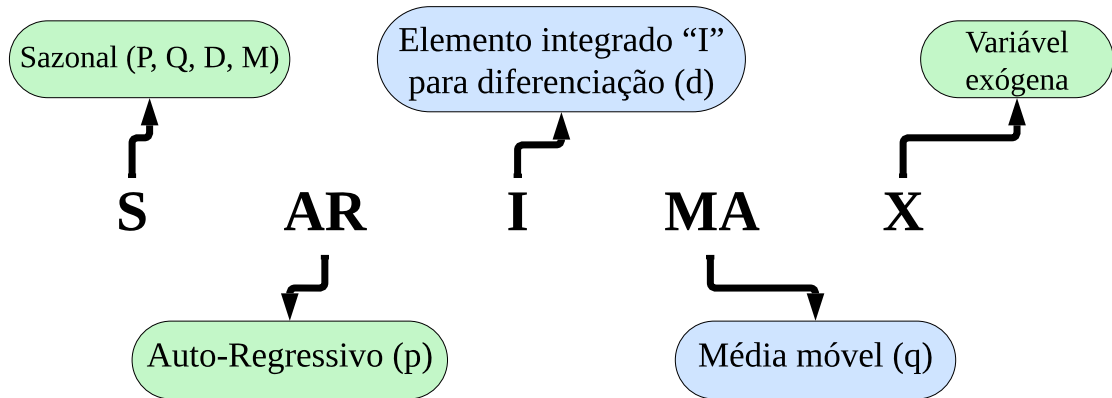 Sazonal (P, Q, D, M)
Elemento integrado “I”
para diferenciação (d)
Variável
exógena
S AR I MA X
Auto-Regressivo (p)
Média móvel (q)